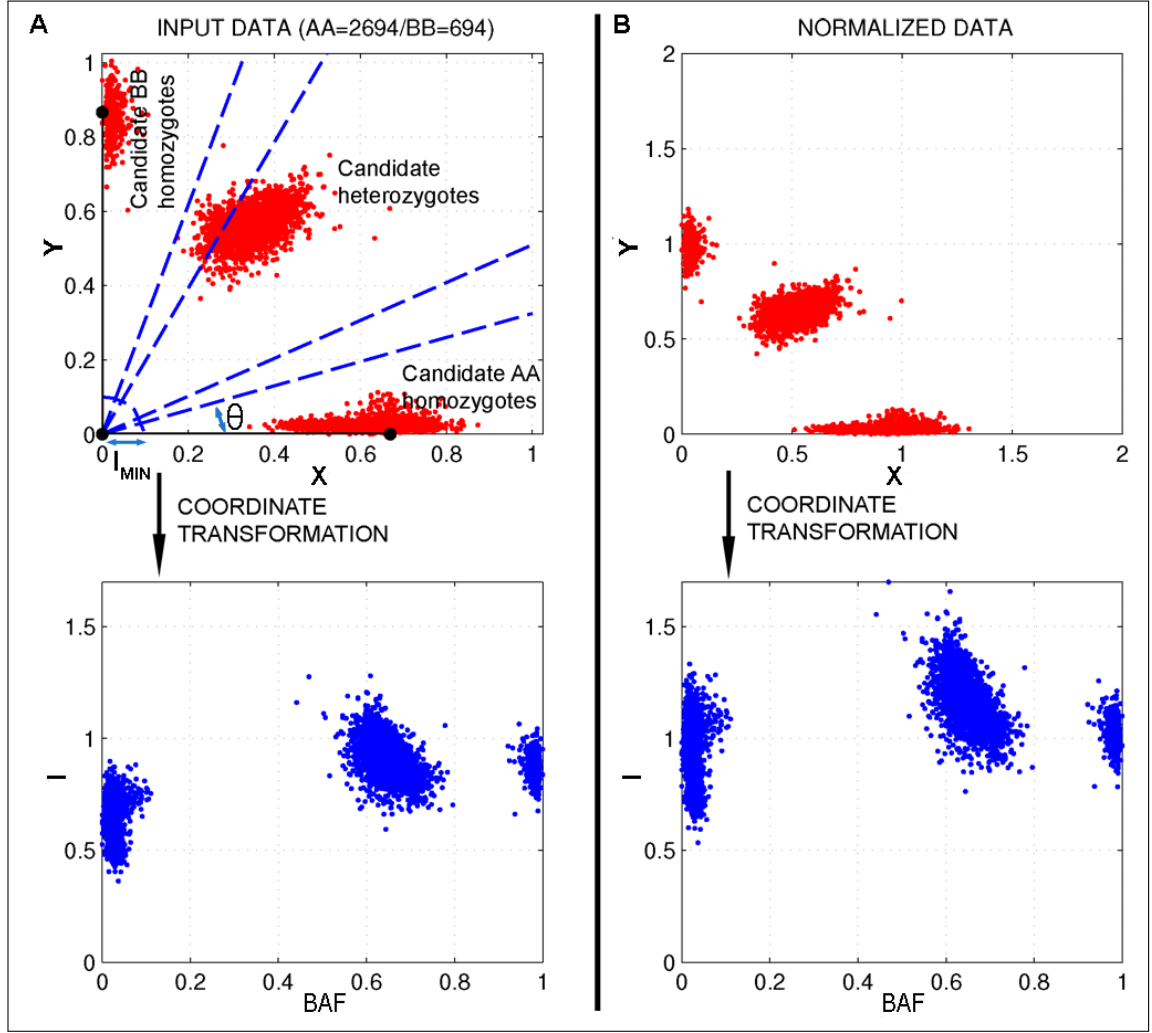 A
INPUT DATA (AA=2694/BB=694)
1
0.8
0.6
0.4
0.2
0
Y
Candidate BB
homozygotes
Candidate
heterozygotes
Candidate AA
homozygotes
θ
I MIN
0 0.2 0.4 0.6 0.8 1
X
COORDINATE
TRANSFORMATION
1.5
1
0.5
0
I
0 0.2 0.4 0.6 0.8 1
BAF
B
NORMALIZED DATA
2
1.5
1
0.5
0
Y
0 0.5 1 1.5 2
X
COORDINATE
TRANSFORMATION
1.5
1
0.5
0
I
0 0.2 0.4 0.6 0.8 1
BAF